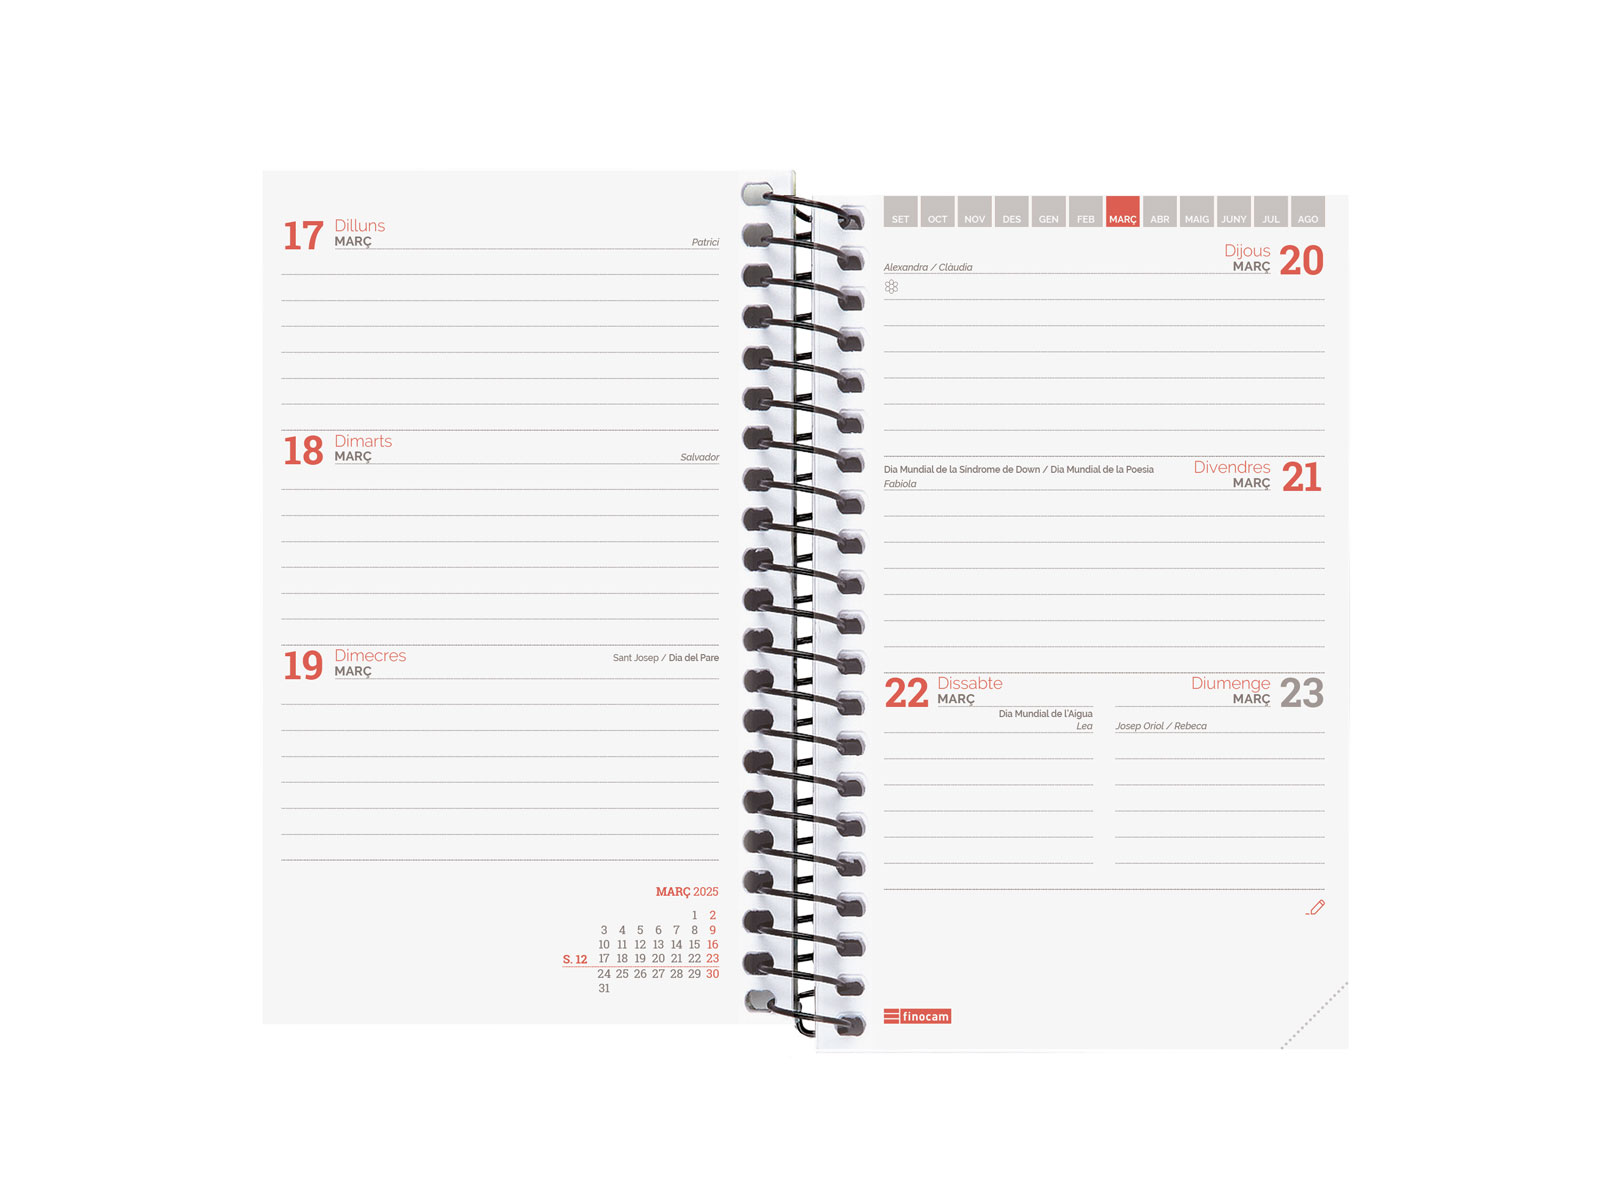 17 Dilluns
MARÇ
Patrici
18 Dimarts
MARÇ
Salvador
19 Dimecres
MARÇ
Sant Josep / Dia del Pare
MARÇ 2025
1 2
3 4 5 6 7 8 9
10 11 12 13 14 15 16
S. 12 17 18 19 20 21 22 23
24 25 26 27 28 29 30
31
SET OCT NOV DES GEN FEB MARÇ ABR MAIG JUNY JUL AGO
Dijous 20
MARÇ
Alexandra / Clàudia
Dia Mundial de la Síndrome de Down / Dia Mundial de la Poesia
Fabiola
Divendres 21
MARÇ
22 Dissabte
MARÇ
Dia Mundial de l'Aigua
Lea
Diumenge 23
MARÇ
Josep Oriol / Rebeca
finocam